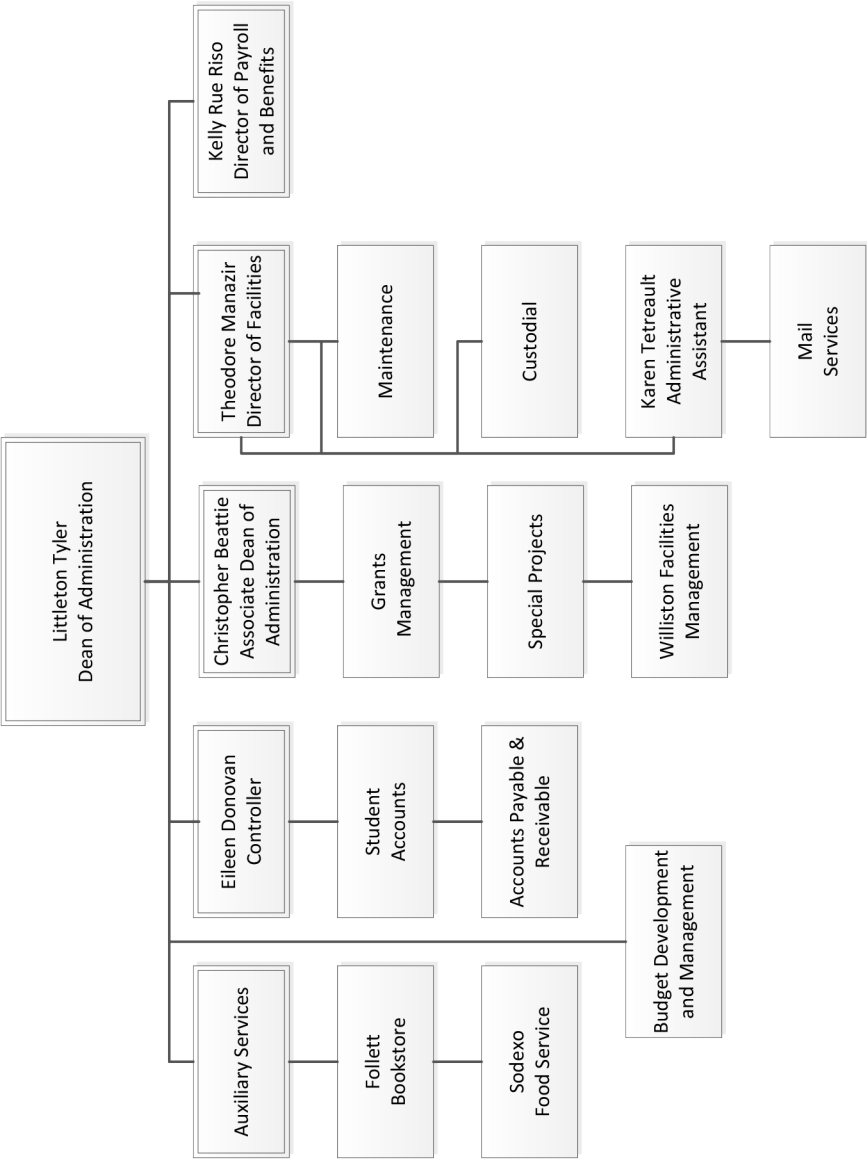 Littleton Tyler
Dean of Administration
Auxiliary Services
Follett
Bookstore
Sodexo
Food Service
Budget Development
and Management
Eileen Donovan
Controller
Student
Accounts
Accounts Payable &
Receivable
Christopher Beattie
Associate Dean of
Administration
Grants
Management
Special Projects
Williston Facilities
Management
Theodore Manazir
Director of Facilities
Maintenance
Custodial
Karen Tetreault
Administrative
Assistant
Mail
Services
Kelly Rue Riso
Director of Payroll
and Benefits